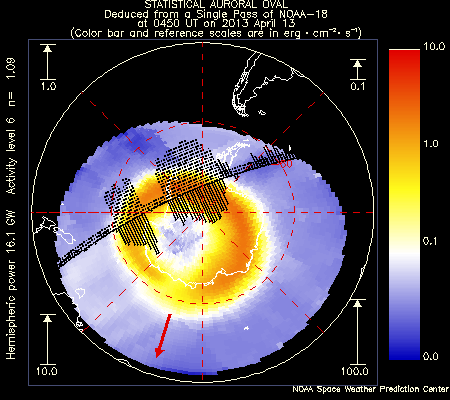 STATISTICAL AURORAL OVAL
Deduced from a Single Pass of NOAA-18
at 0450 UT on 2013 April 13
(Color bar and reference scales are in erg · cm⁻² · s⁻¹)
1.0
0.1
10.0
1.0
0.1
0.0
Hemispheric power 16.1 GW Activity level 6 n= 1.09
10.0
100.0
NOAA Space Weather Prediction Center